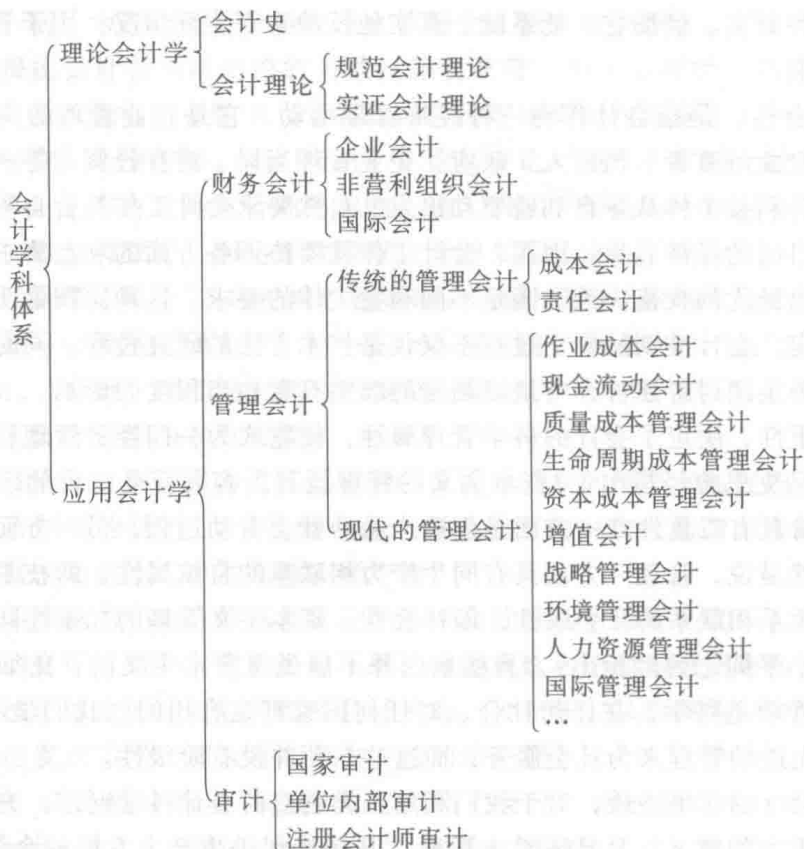 会计学科体系
理论会计学
会计史
会计理论
规范会计理论
实证会计理论
应用会计学
财务会计
企业会计
非营利组织会计
国际会计
管理会计
传统的管理会计
成本会计
责任会计
现代的管理会计
作业成本会计
现金流动会计
质量成本管理会计
生命周期成本管理会计
资本成本管理会计
增值会计
战略管理会计
环境管理会计
人力资源管理会计
国际管理会计
…
审计
国家审计
单位内部审计
注册会计师审计